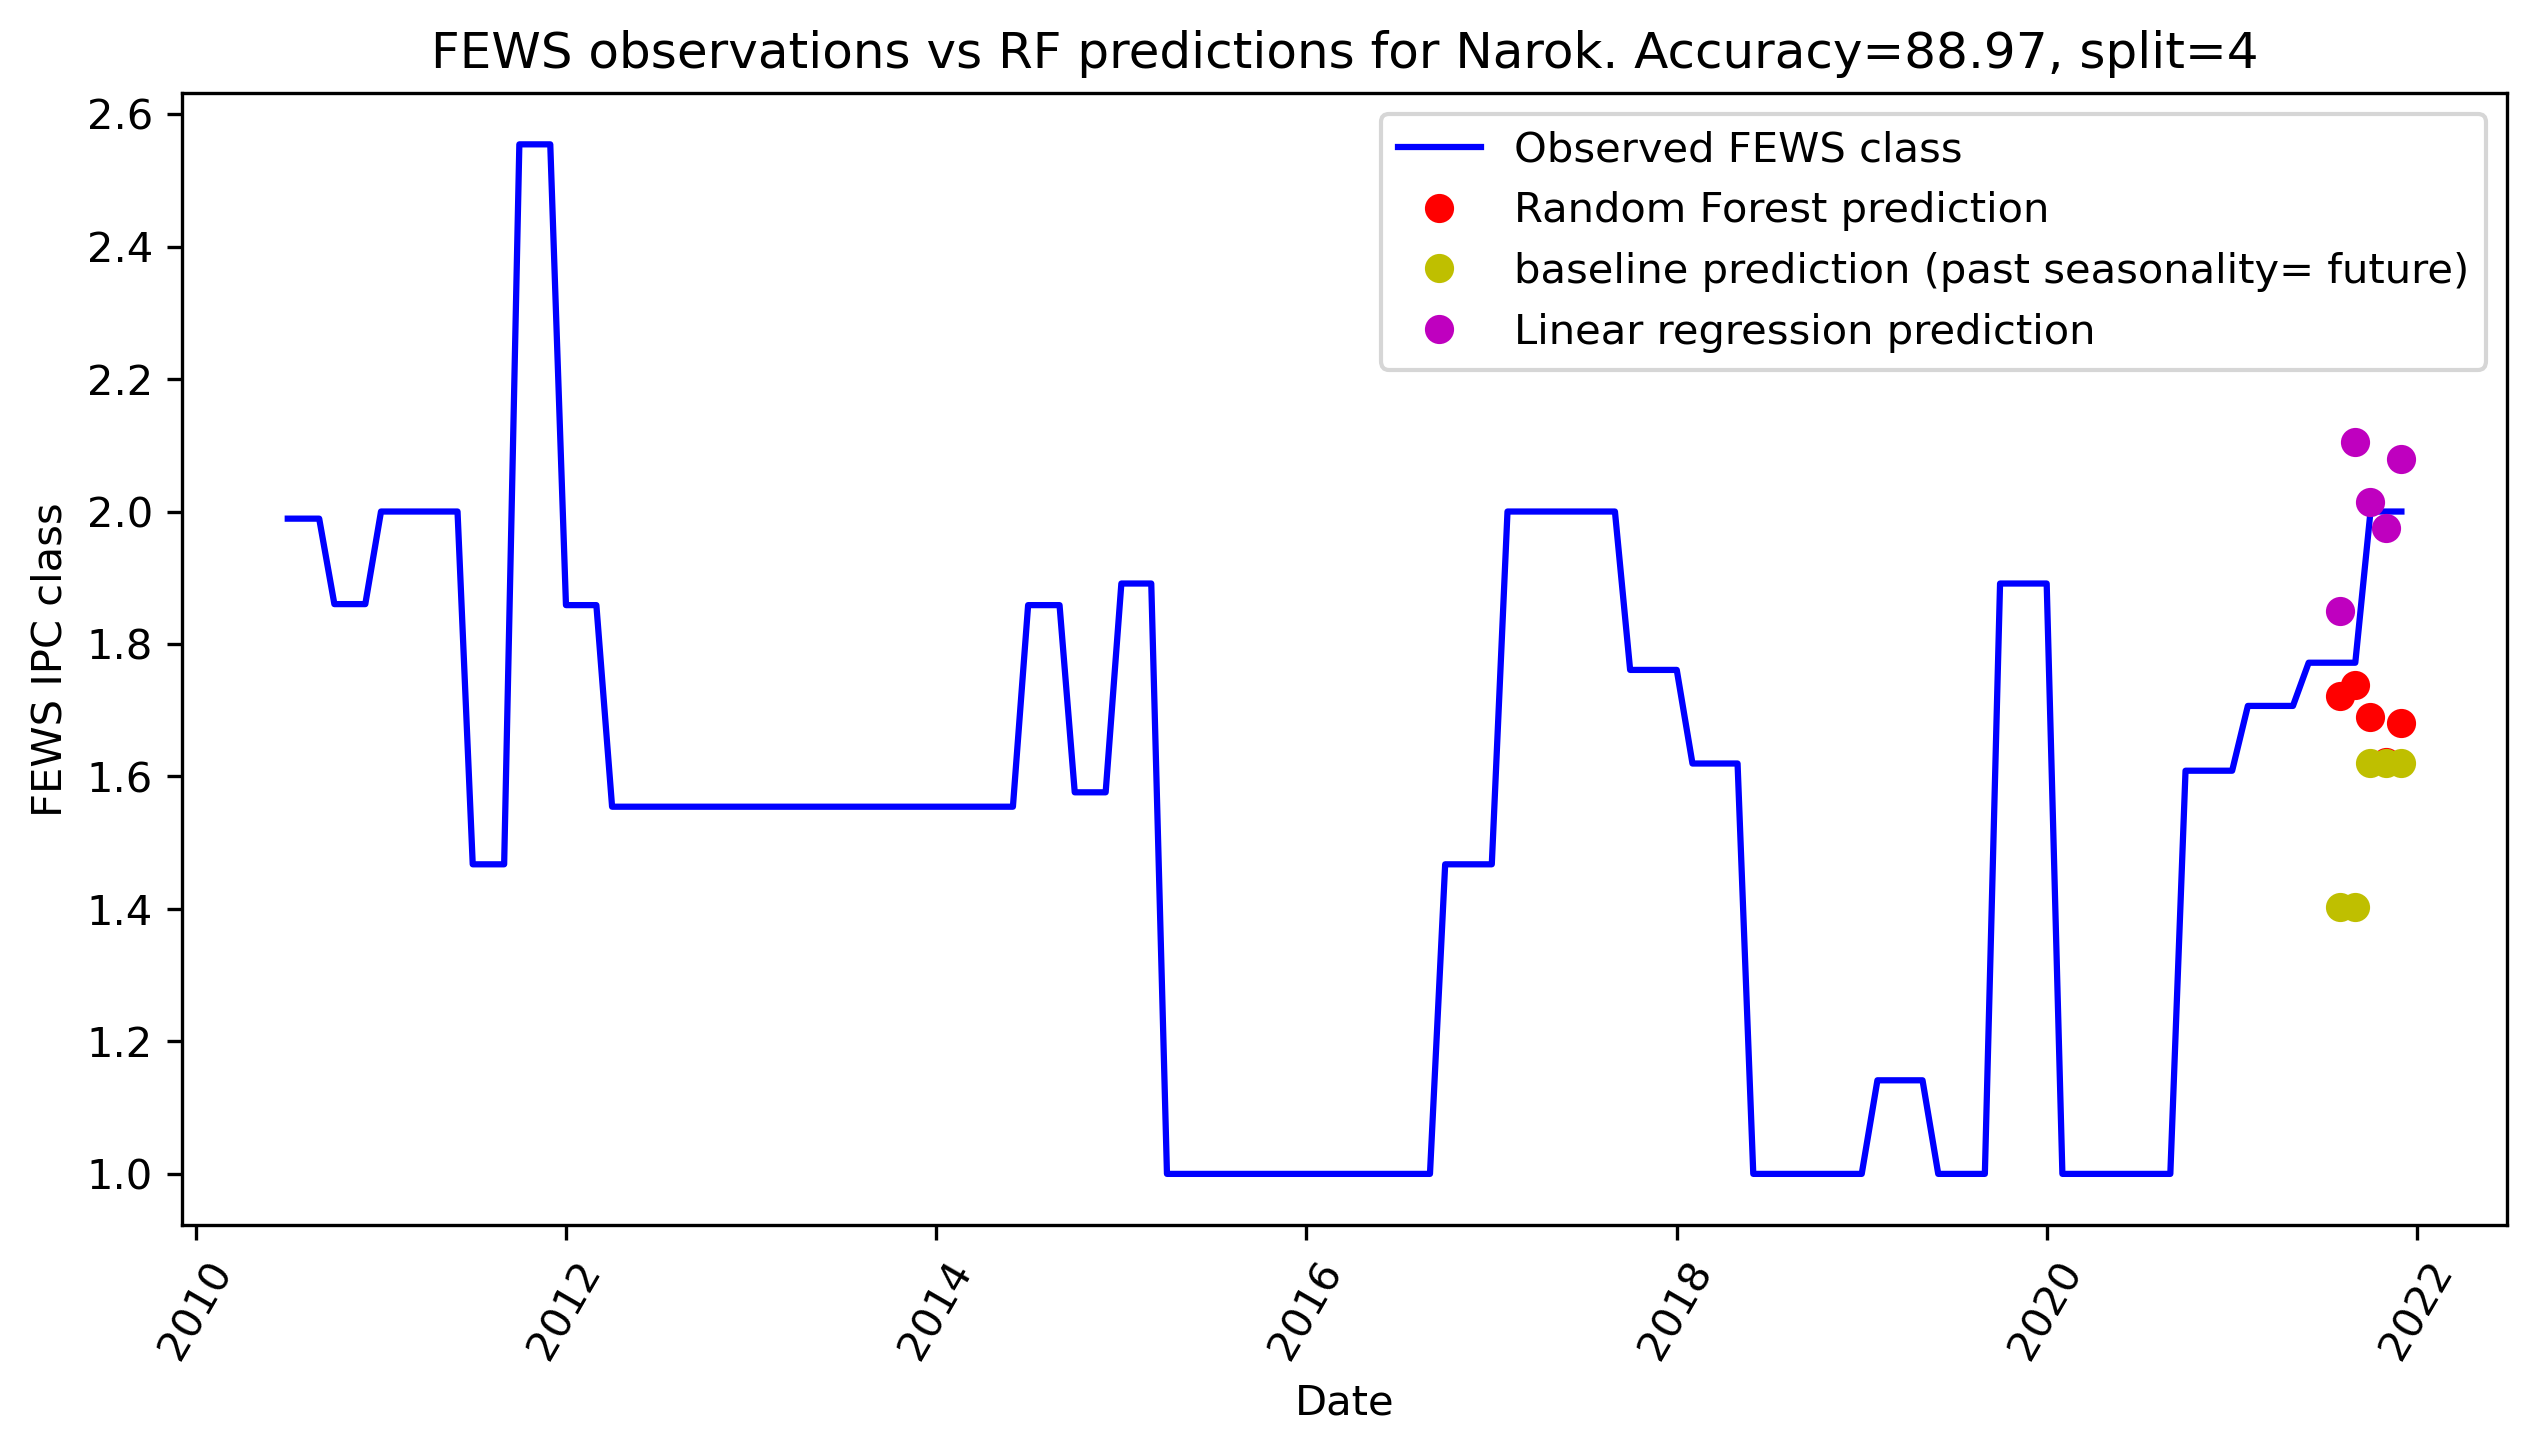 FEWS observations vs RF predictions for Narok. Accuracy=88.97, split=4
Observed FEWS class
Random Forest prediction
baseline prediction (past seasonality= future)
Linear regression prediction
FEWS IPC class
2.6
2.4
2.2
2.0
1.8
1.6
1.4
1.2
1.0
2010
2012
2014
2016
2018
2020
2022
Date